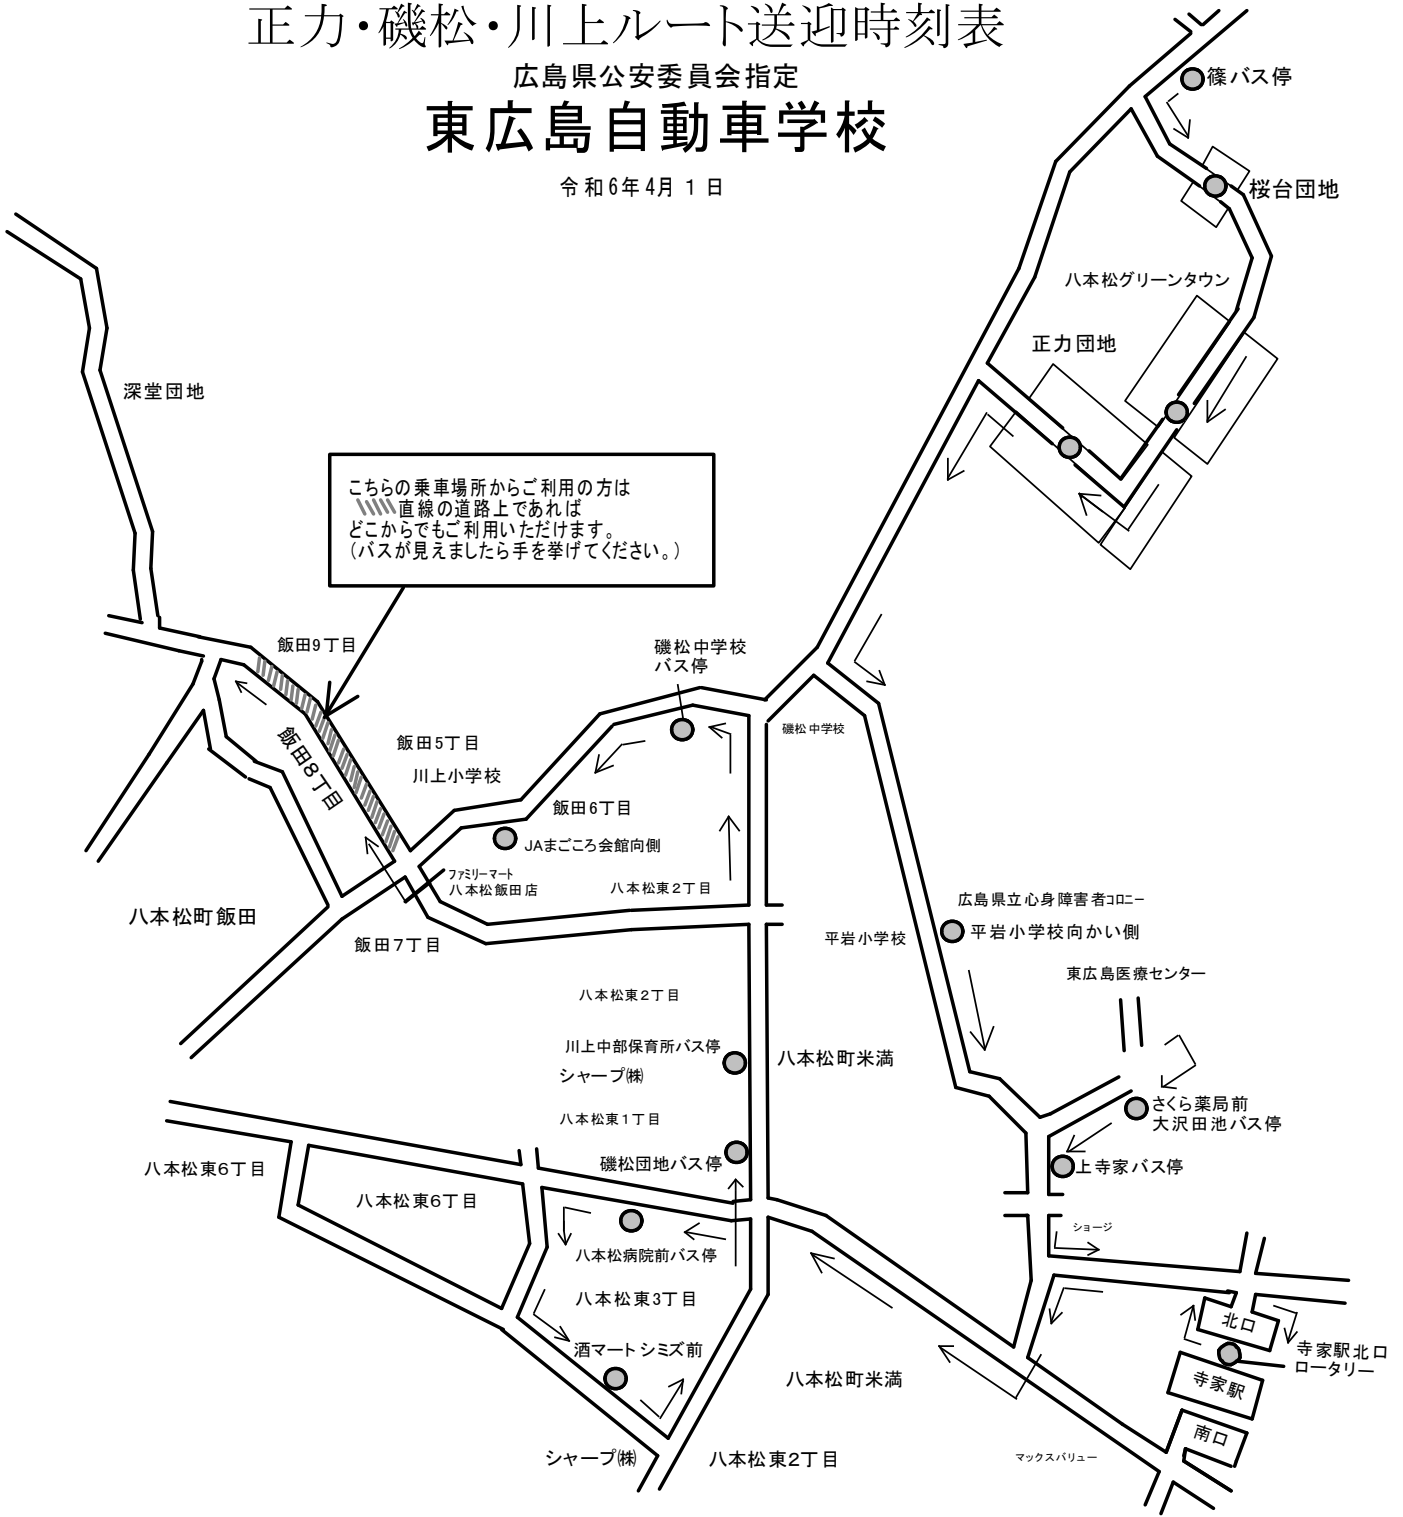 正力・磯松・川上ルート送迎時刻表
広島県公安委員会指定
東広島自動車学校
令和6年4月1日
篠バス停
桜台団地
八本松グリーンタウン
正力団地
深堂団地
こちらの乗車場所からご利用の方は
直線の道路上であれば
どこからでもご利用いただけます。
(バスが見えましたら手を挙げてください。)
飯田9丁目
磯松中学校
バス停
磯松中学校
飯田5丁目
飯田8丁目
川上小学校
飯田6丁目
JAまごころ会館向側
ファミリーマート
八本松飯田店
八本松東2丁目
広島県立心身障害者コロニー
八本松町飯田
飯田7丁目
平岩小学校
平岩小学校向かい側
東広島医療センター
八本松東2丁目
川上中部保育所バス停
シャープ㈱
八本松町米満
さくら薬局前
大沢田池バス停
八本松東1丁目
磯松団地バス停
上寺家バス停
八本松東6丁目
八本松東6丁目
ショージ
八本松病院前バス停
八本松東3丁目
北口
酒マートシミズ前
寺家駅北口
ロータリー
八本松町米満
寺家駅
南口
シャープ㈱
八本松東2丁目
マックスバリュー